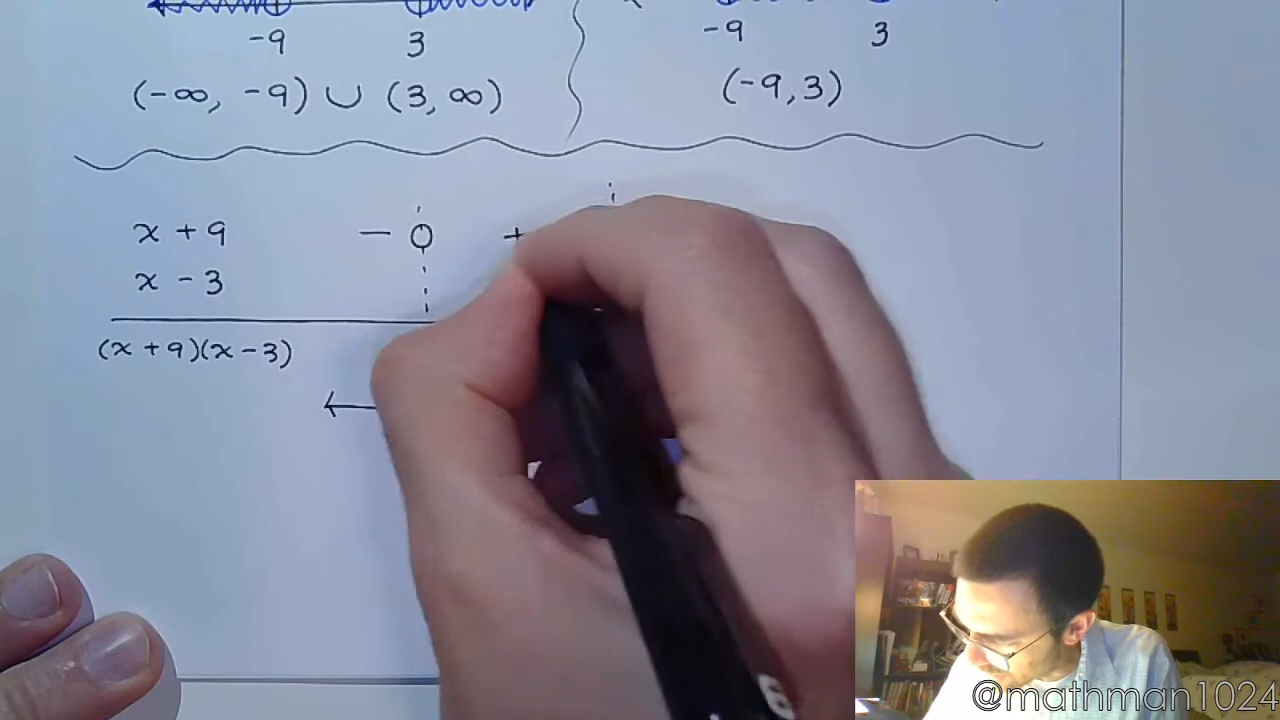 -9 3 -9 3
(-∞, -9) ∪ (3, ∞) (-9, 3)
x + 9 - 0 +
x - 3
(x + 9)(x - 3)
@mathman1024